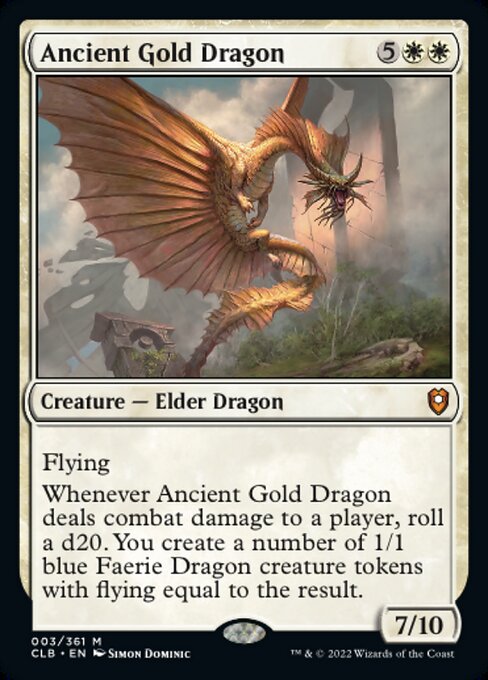 Ancient Gold Dragon 5
Creature — Elder Dragon
Flying
Whenever Ancient Gold Dragon
deals combat damage to a player, roll
a d20. You create a number of 1/1
blue Faerie Dragon creature tokens
with flying equal to the result.
7/10
003/361 M
CLB • EN Simon Dominic
™ & © 2022 Wizards of the Coast